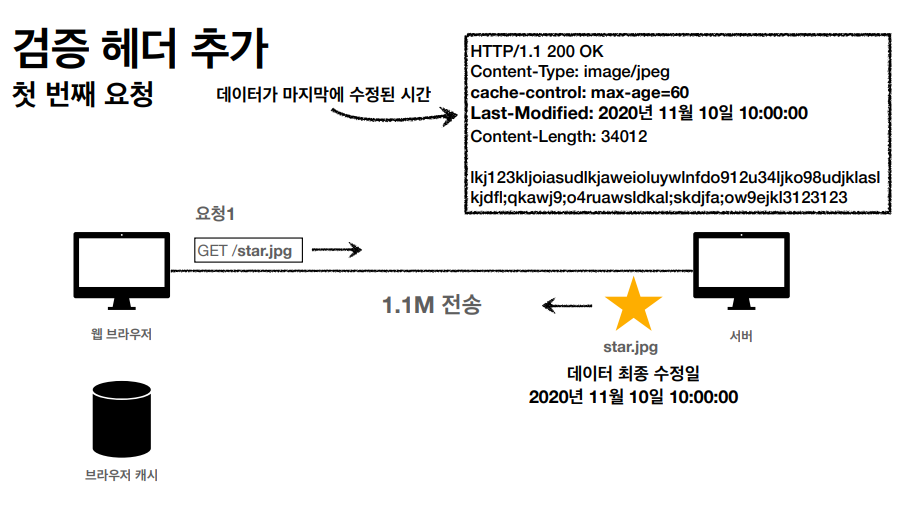 검증 헤더 추가
첫 번째 요청
데이터가 마지막에 수정된 시간
HTTP/1.1 200 OK
Content-Type: image/jpeg
cache-control: max-age=60
Last-Modified: 2020년 11월 10일 10:00:00
Content-Length: 34012
lkj123kljoiasudlkjaweioluywlnfdo912u34ljko98udjklasl
kjdfl;qkawj9;o4ruawsldkal;skdjfa;ow9ejkl3123123
요청1
GET /star.jpg
1.1M 전송
웹 브라우저
서버
star.jpg
데이터 최종 수정일
2020년 11월 10일 10:00:00
브라우저 캐시